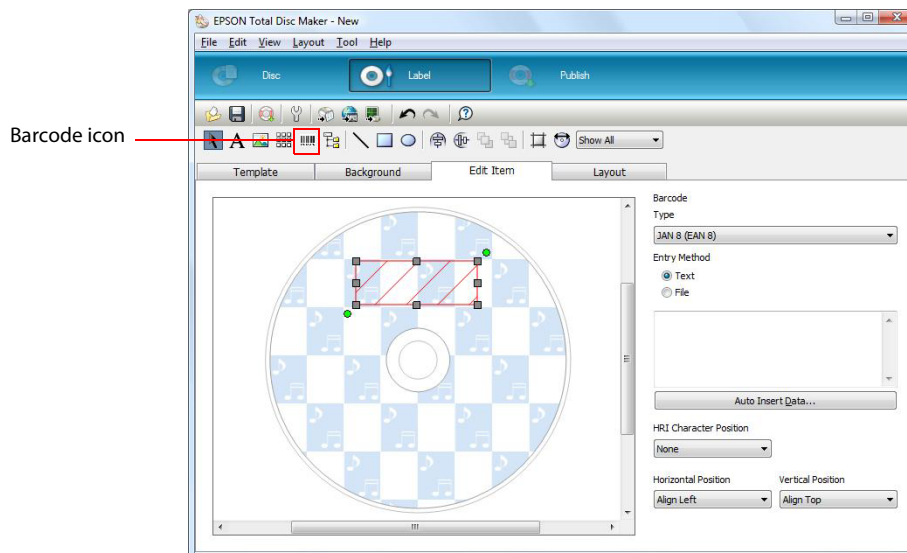 EPSON Total Disc Maker - New
File Edit View Layout Tool Help
Disc Label Publish
Barcode icon
A Show All
Template Background Edit Item Layout
Barcode
Type
JAN 8 (EAN 8)
Entry Method
Text
File
Auto Insert Data...
HRI Character Position
None
Horizontal Position Vertical Position
Align Left Align Top